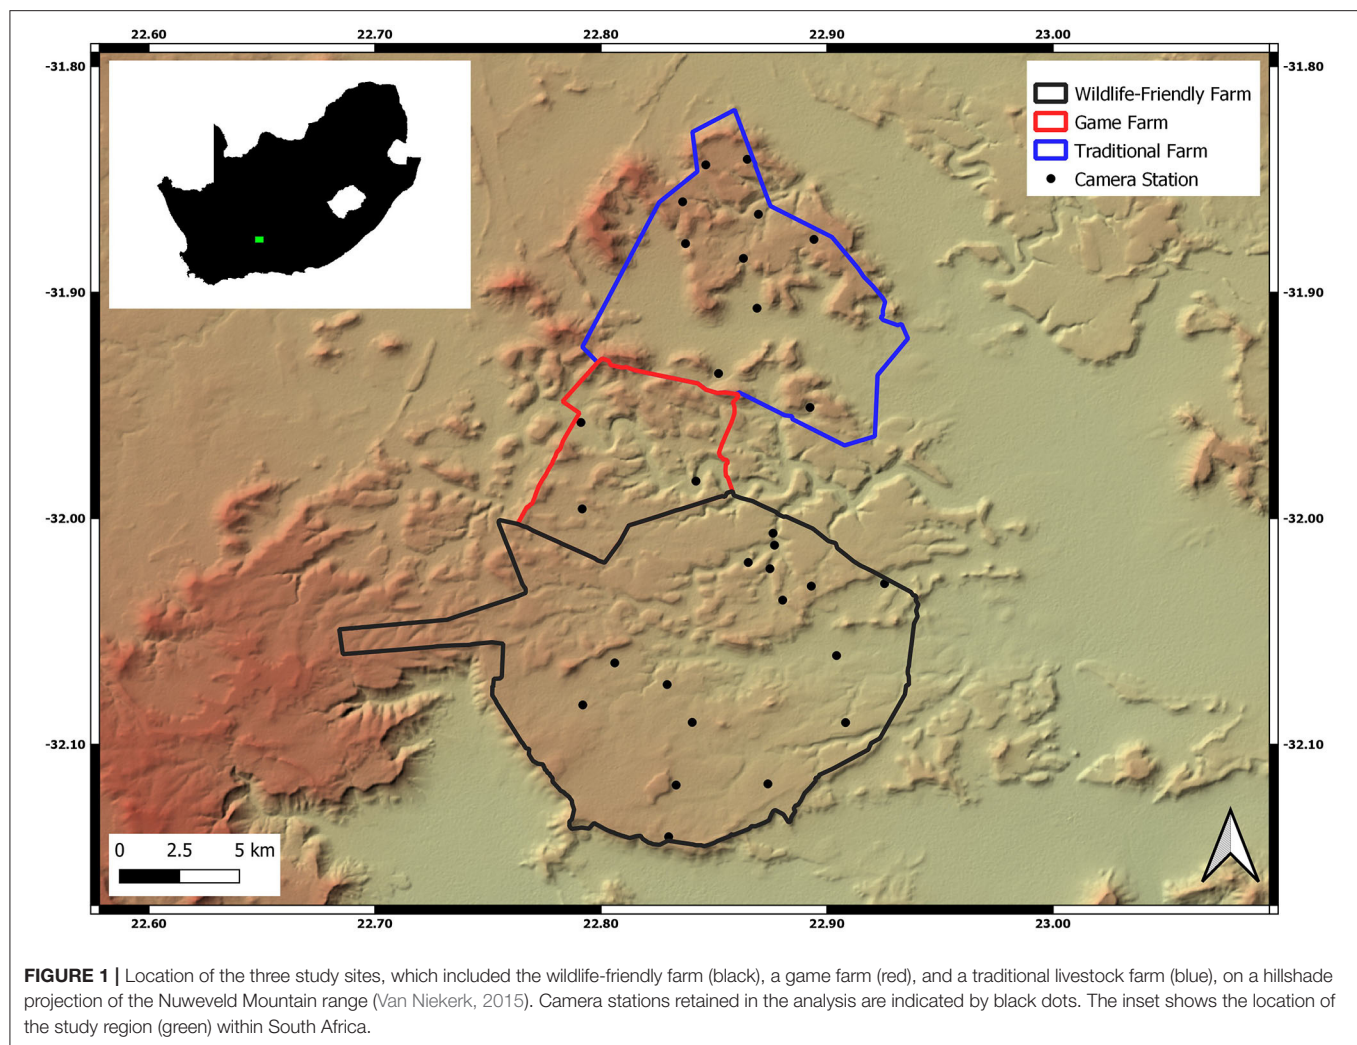 22.60 22.70 22.80 22.90 23.00
-31.80 -31.80
Wildlife-Friendly Farm
Game Farm
Traditional Farm
Camera Station
-31.90 -31.90
-32.00 -32.00
-32.10 -32.10
0 2.5 5 km
22.60 22.70 22.80 22.90 23.00
FIGURE 1 | Location of the three study sites, which included the wildlife-friendly farm (black), a game farm (red), and a traditional livestock farm (blue), on a hillshade
projection of the Nuweveld Mountain range (Van Niekerk, 2015). Camera stations retained in the analysis are indicated by black dots. The inset shows the location of
the study region (green) within South Africa.